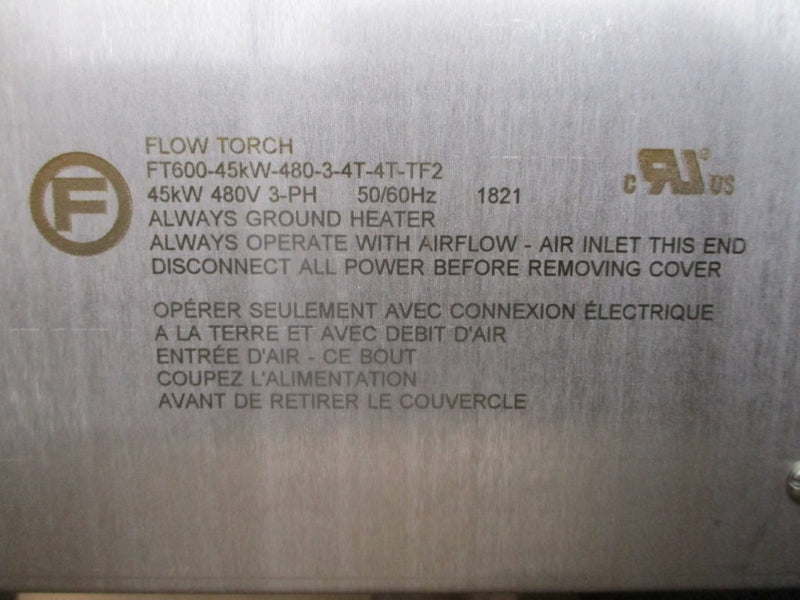 F
FLOW TORCH
FT600-45kW-480-3-4T-4T-TF2
45kW 480V 3-PH 50/60Hz 1821
c RU® US
ALWAYS GROUND HEATER
ALWAYS OPERATE WITH AIRFLOW - AIR INLET THIS END
DISCONNECT ALL POWER BEFORE REMOVING COVER
OPÉRER SEULEMENT AVEC CONNEXION ÉLECTRIQUE
A LA TERRE ET AVEC DEBIT D'AIR
ENTRÉE D'AIR - CE BOUT
COUPEZ L'ALIMENTATION
AVANT DE RETIRER LE COUVERCLE